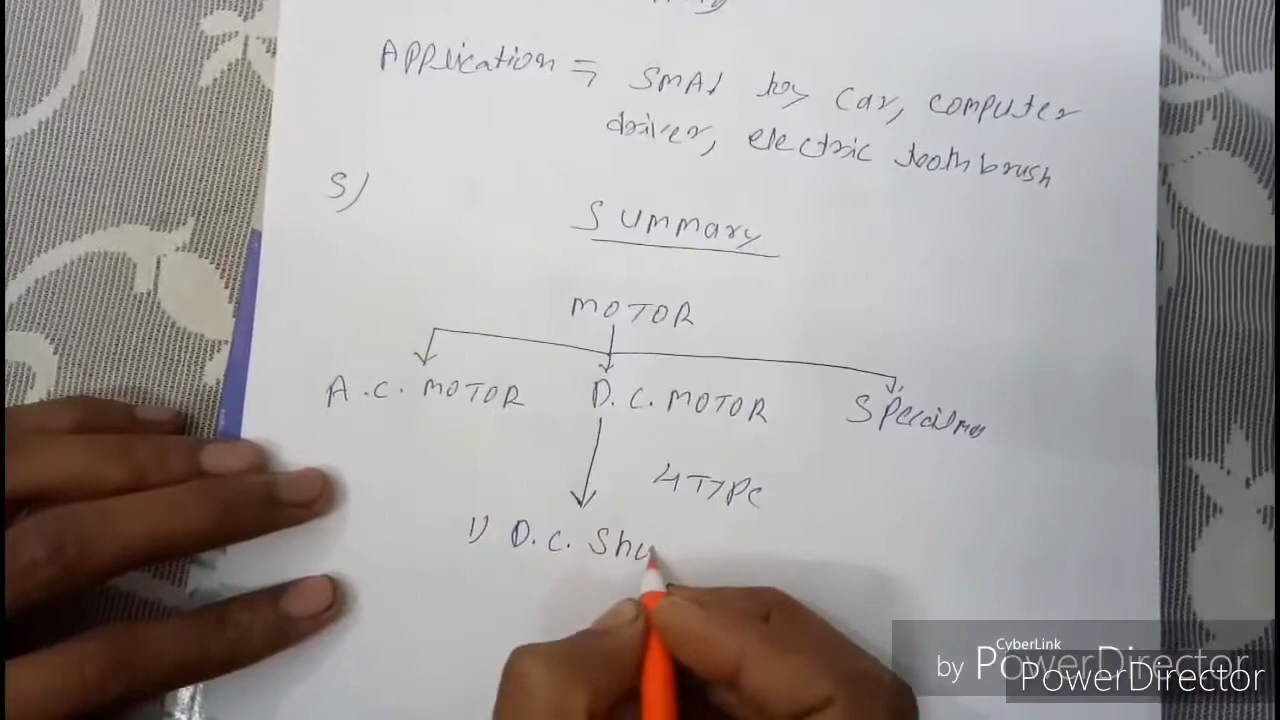 Application ⇒ SMAl toy car, computer
driver, electric toothbrush
5)
Summary
MOTOR
A.C. MOTOR D.C. MOTOR
4 TYPE
1) D.C. Shu
CyberLink
by PowerDirector
PowerDirector